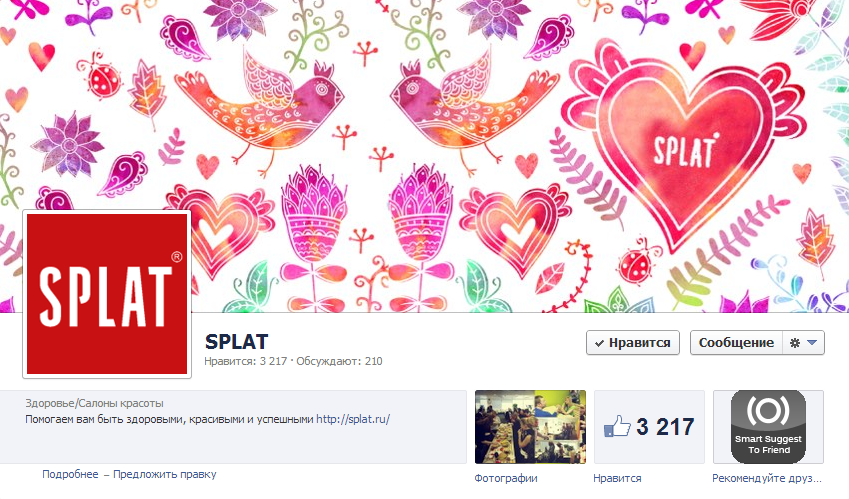 SPLAT
SPLAT®
SPLAT
Нравится: 3 217 · Обсуждают: 210
Нравится
Сообщение
Здоровье/Салоны красоты
Помогаем вам быть здоровыми, красивыми и успешными http://splat.ru/
Подробнее – Предложить правку
Фотографии
3 217
Нравится
Smart Suggest
To Friend
Рекомендуйте друз...